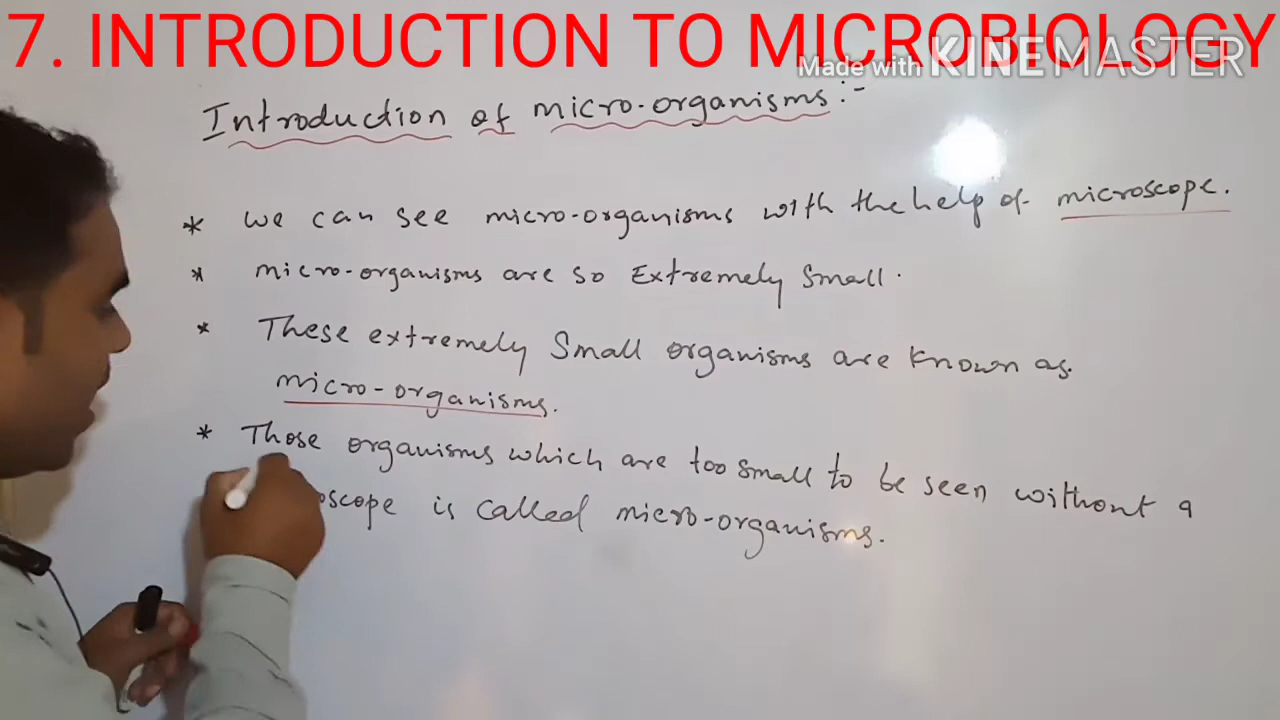 7. INTRODUCTION TO MICROBIOLOGY
Made with KINEMASTER
Introduction of micro-organisms:-
* We can see micro-organisms with the help of microscope.
* micro-organisms are so Extremely Small.
* These extremely Small organisms are known as.
micro-organisms.
* Those organisms which are too small to be seen without a
oscope is called micro-organisms.